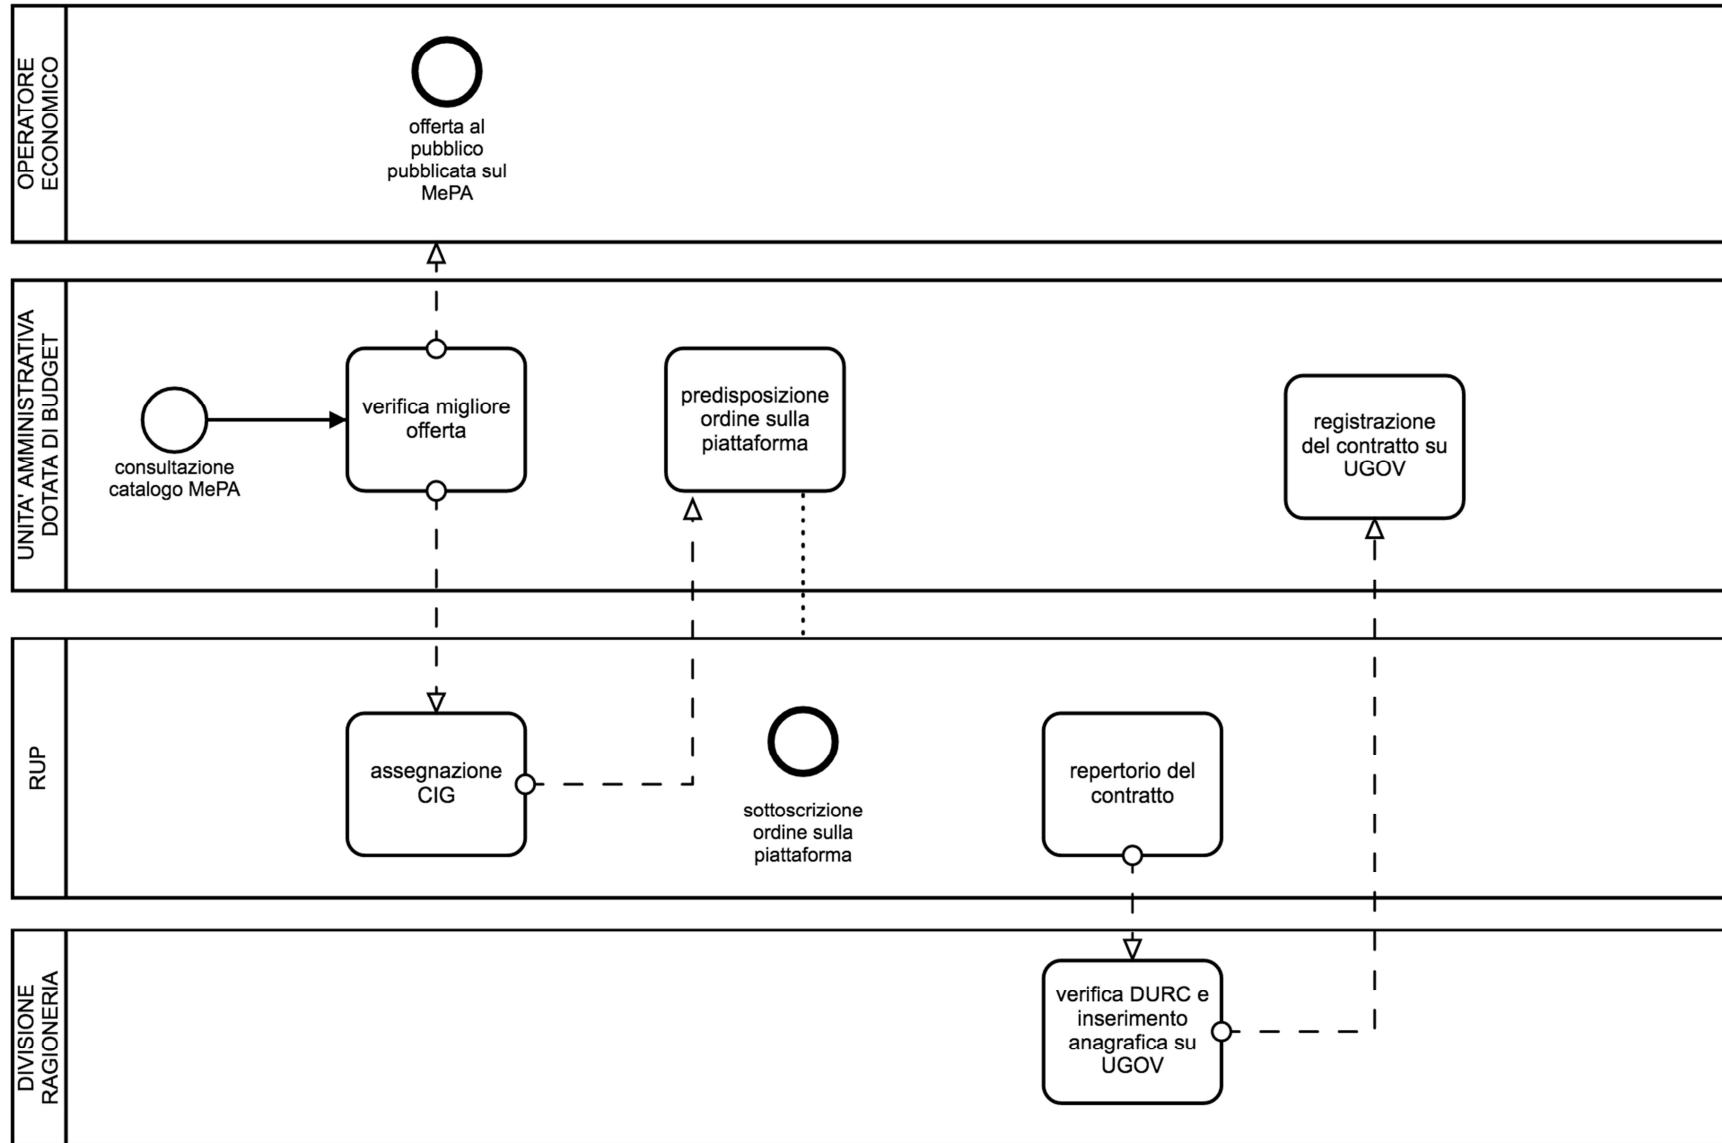 OPERATORE
ECONOMICO
offerta al
pubblico
pubblicata sul
MePA
UNITA' AMMINISTRATIVA
DOTATA DI BUDGET
consultazione
catalogo MePA
verifica migliore
offerta
predisposizione
ordine sulla
piattaforma
registrazione
del contratto su
UGOV
RUP
assegnazione
CIG
sottoscrizione
ordine sulla
piattaforma
repertorio del
contratto
DIVISIONE
RAGIONERIA
verifica DURC e
inserimento
anagrafica su
UGOV